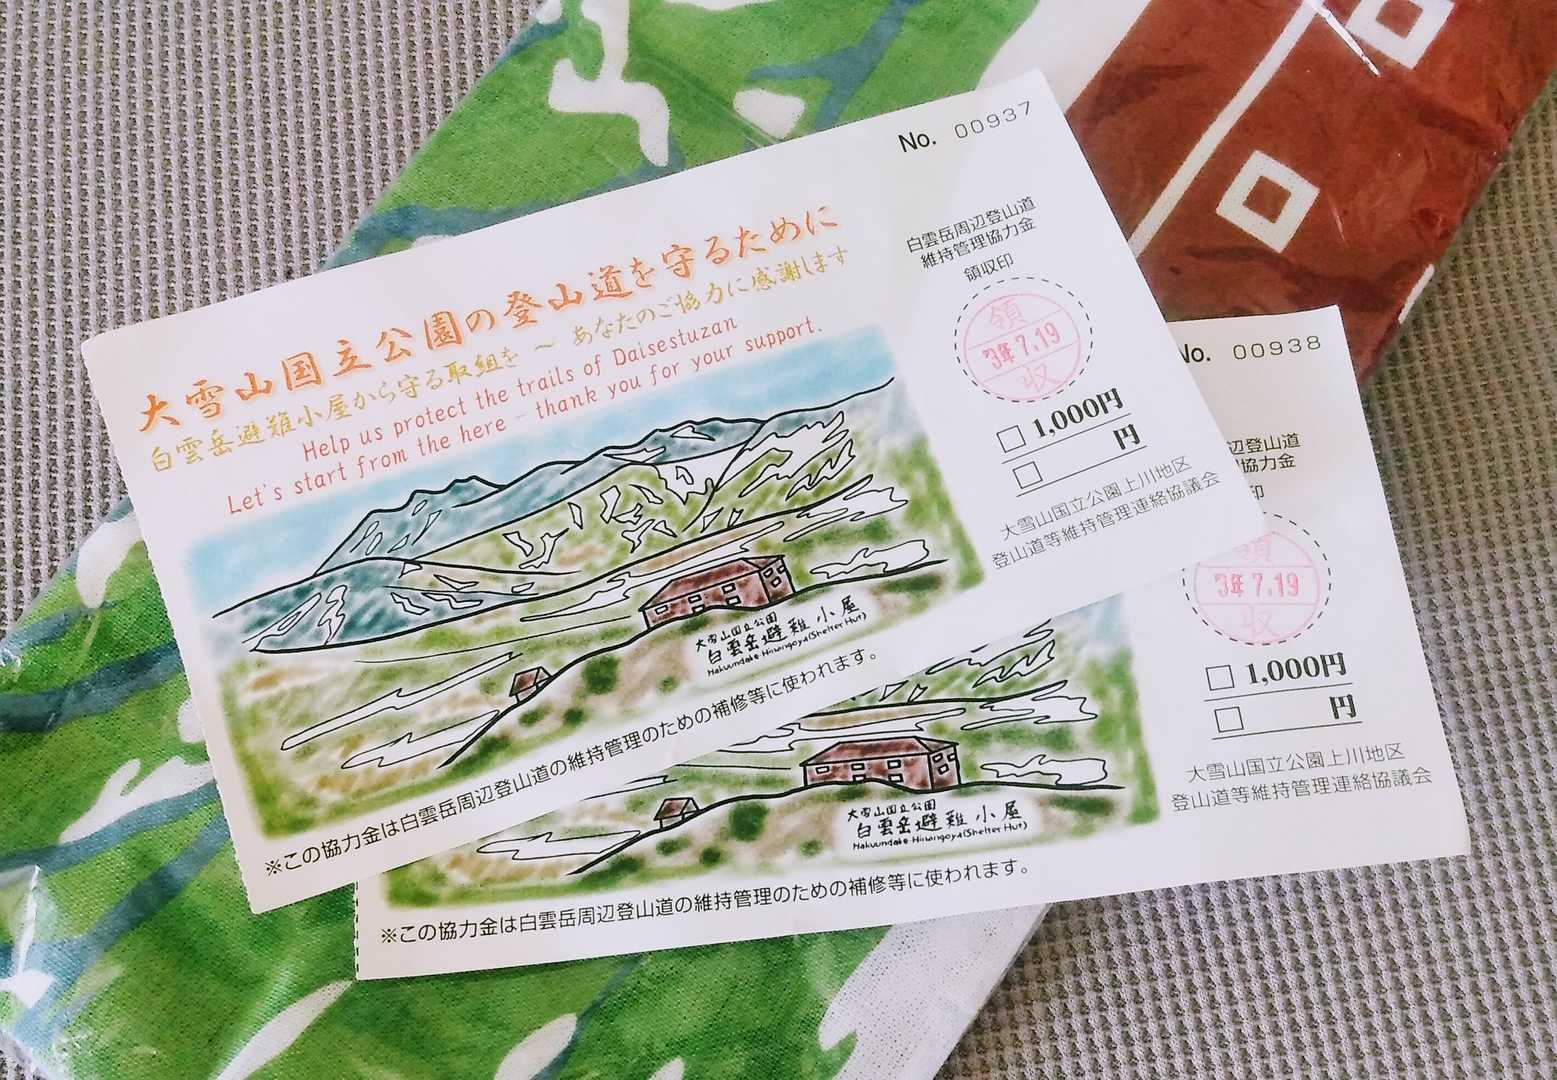 No. 00937
大雪山国立公園の登山道を守るために
白雲岳避難小屋から守る取組を ～ あなたのご協力に感謝します
Help us protect the trails of Daisestuzan
Let's start from the here - thank you for your support.
大雪山国立公園
白雲岳避難小屋
Hakuundake Hinangoya(Shelter Hut)
※この協力金は白雲岳周辺登山道の維持管理のための補修等に使われます。
白雲岳周辺登山道
維持管理協力金
領収印
領
3年7.19
収
□ 1,000円
□ 円
大雪山国立公園上川地区
登山道等維持管理連絡協議会
No. 00938
辺登山道
協力金
印
領
3年7.19
収
□ 1,000円
□ 円
大雪山国立公園上川地区
登山道等維持管理連絡協議会
大雪山国立公園
白雲岳避難小屋
Hakuundake Hinangoya(Shelter Hut)
※この協力金は白雲岳周辺登山道の維持管理のための補修等に使われます。